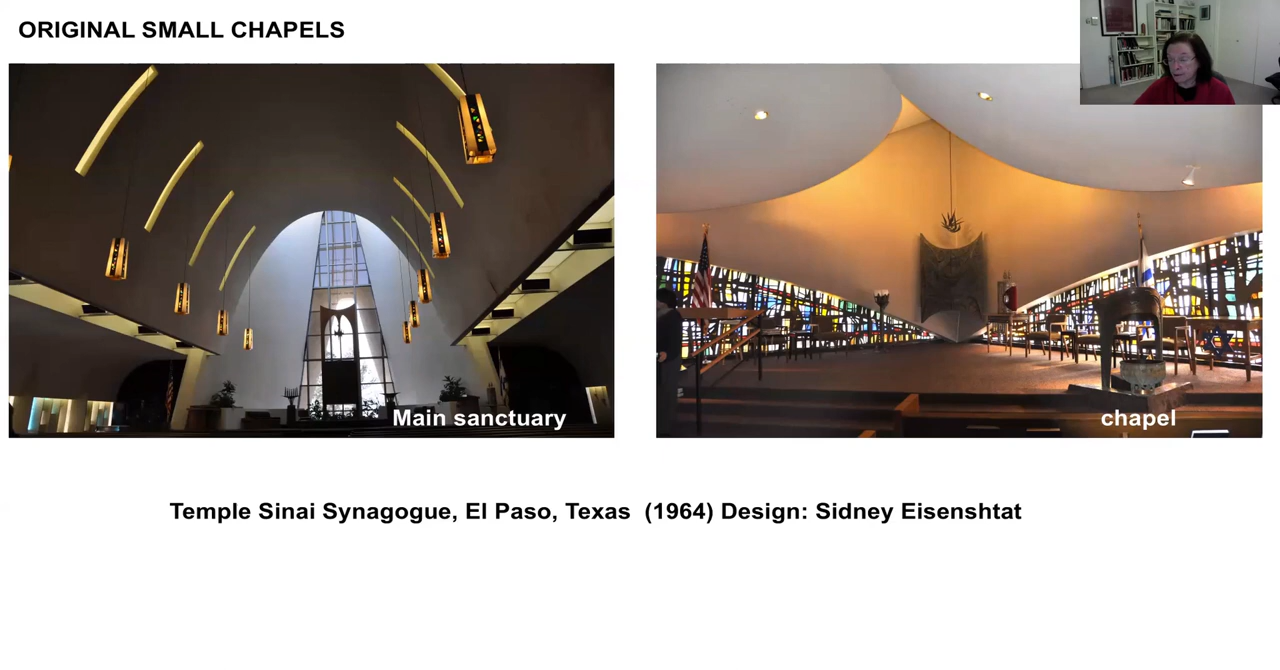 ORIGINAL SMALL CHAPELS
Main sanctuary
chapel
Temple Sinai Synagogue, El Paso, Texas (1964) Design: Sidney Eisenshtat